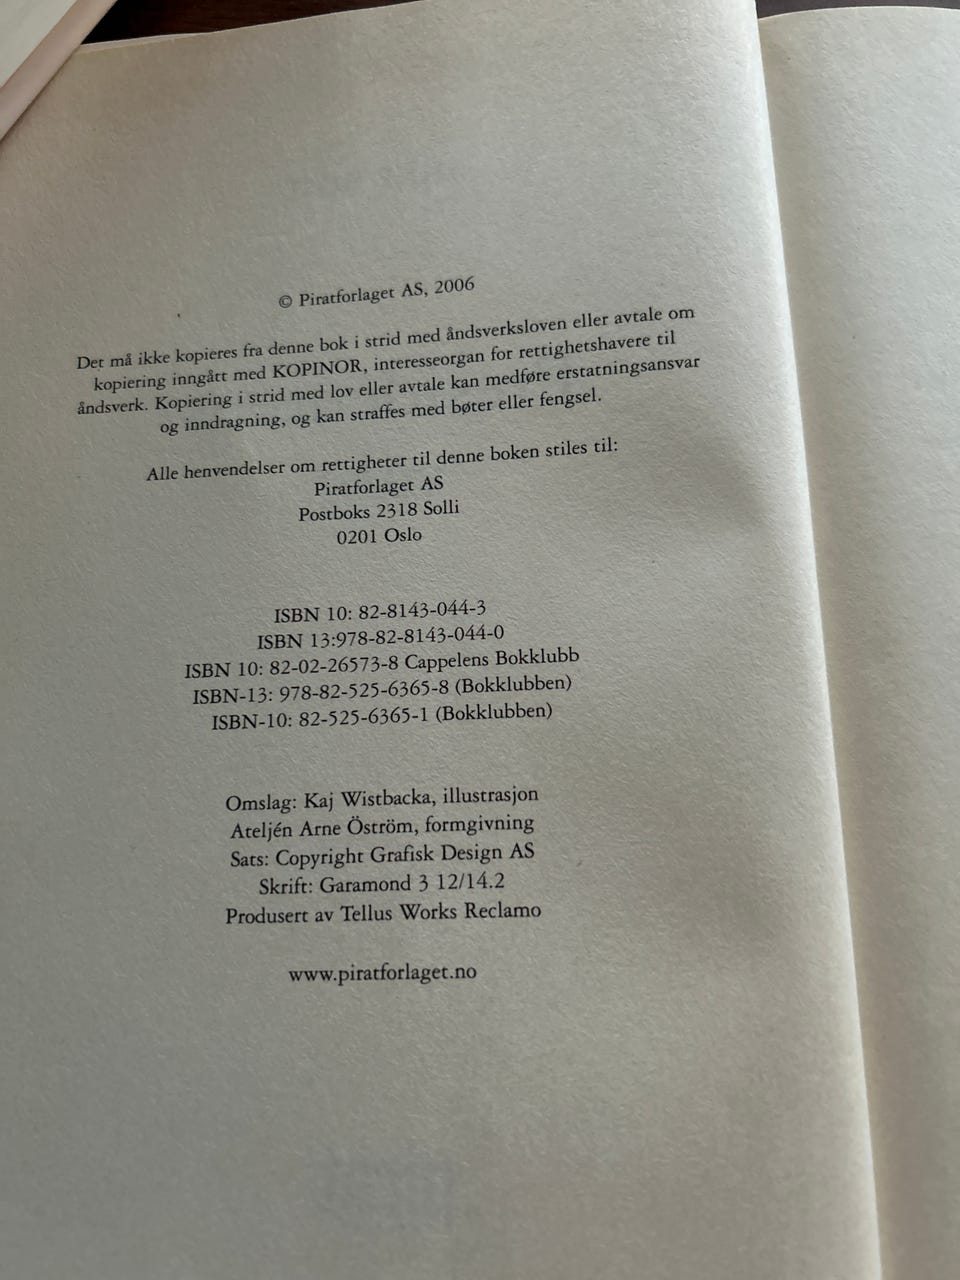 © Piratforlaget AS, 2006
Det må ikke kopieres fra denne bok i strid med åndsverksloven eller avtale om
kopiering inngått med KOPINOR, interesseorgan for rettighetshavere til
åndsverk. Kopiering i strid med lov eller avtale kan medføre erstatningsansvar
og inndragning, og kan straffes med bøter eller fengsel.
Alle henvendelser om rettigheter til denne boken stiles til:
Piratforlaget AS
Postboks 2318 Solli
0201 Oslo
ISBN 10: 82-8143-044-3
ISBN 13:978-82-8143-044-0
ISBN 10: 82-02-26573-8 Cappelens Bokklubb
ISBN-13: 978-82-525-6365-8 (Bokklubben)
ISBN-10: 82-525-6365-1 (Bokklubben)
Omslag: Kaj Wistbacka, illustrasjon
Ateljén Arne Öström, formgivning
Sats: Copyright Grafisk Design AS
Skrift: Garamond 3 12/14.2
Produsert av Tellus Works Reclamo
www.piratforlaget.no